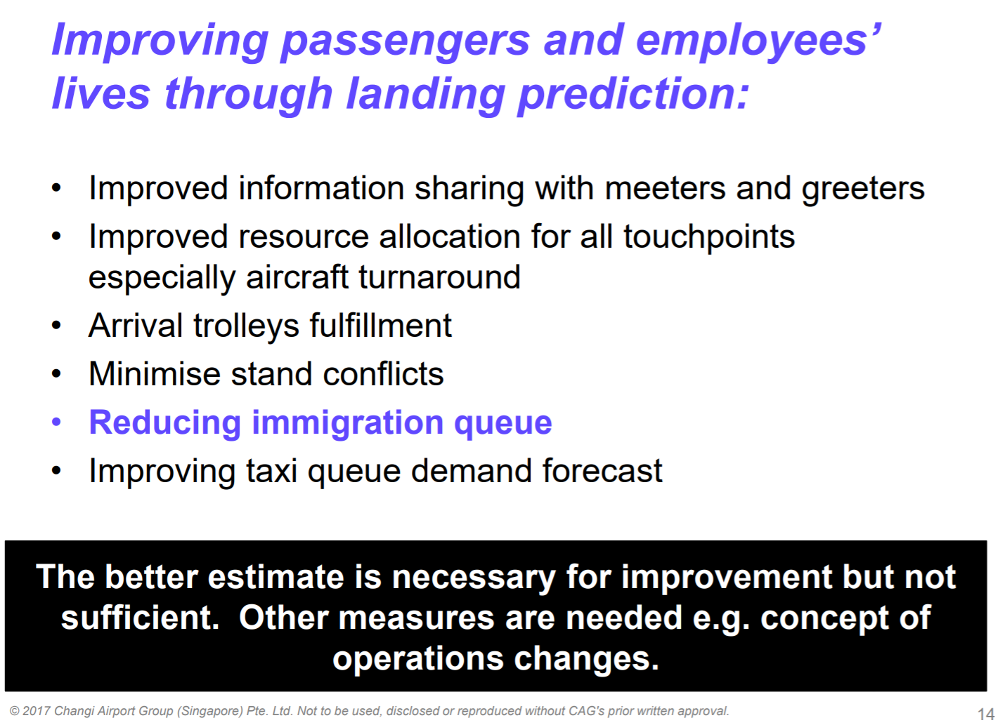 Improving passengers and employees’
lives through landing prediction:
• Improved information sharing with meeters and greeters
• Improved resource allocation for all touchpoints
especially aircraft turnaround
• Arrival trolleys fulfillment
• Minimise stand conflicts
• Reducing immigration queue
• Improving taxi queue demand forecast
The better estimate is necessary for improvement but not
sufficient.  Other measures are needed e.g. concept of
operations changes.
© 2017 Changi Airport Group (Singapore) Pte. Ltd. Not to be used, disclosed or reproduced without CAG's prior written approval.
14